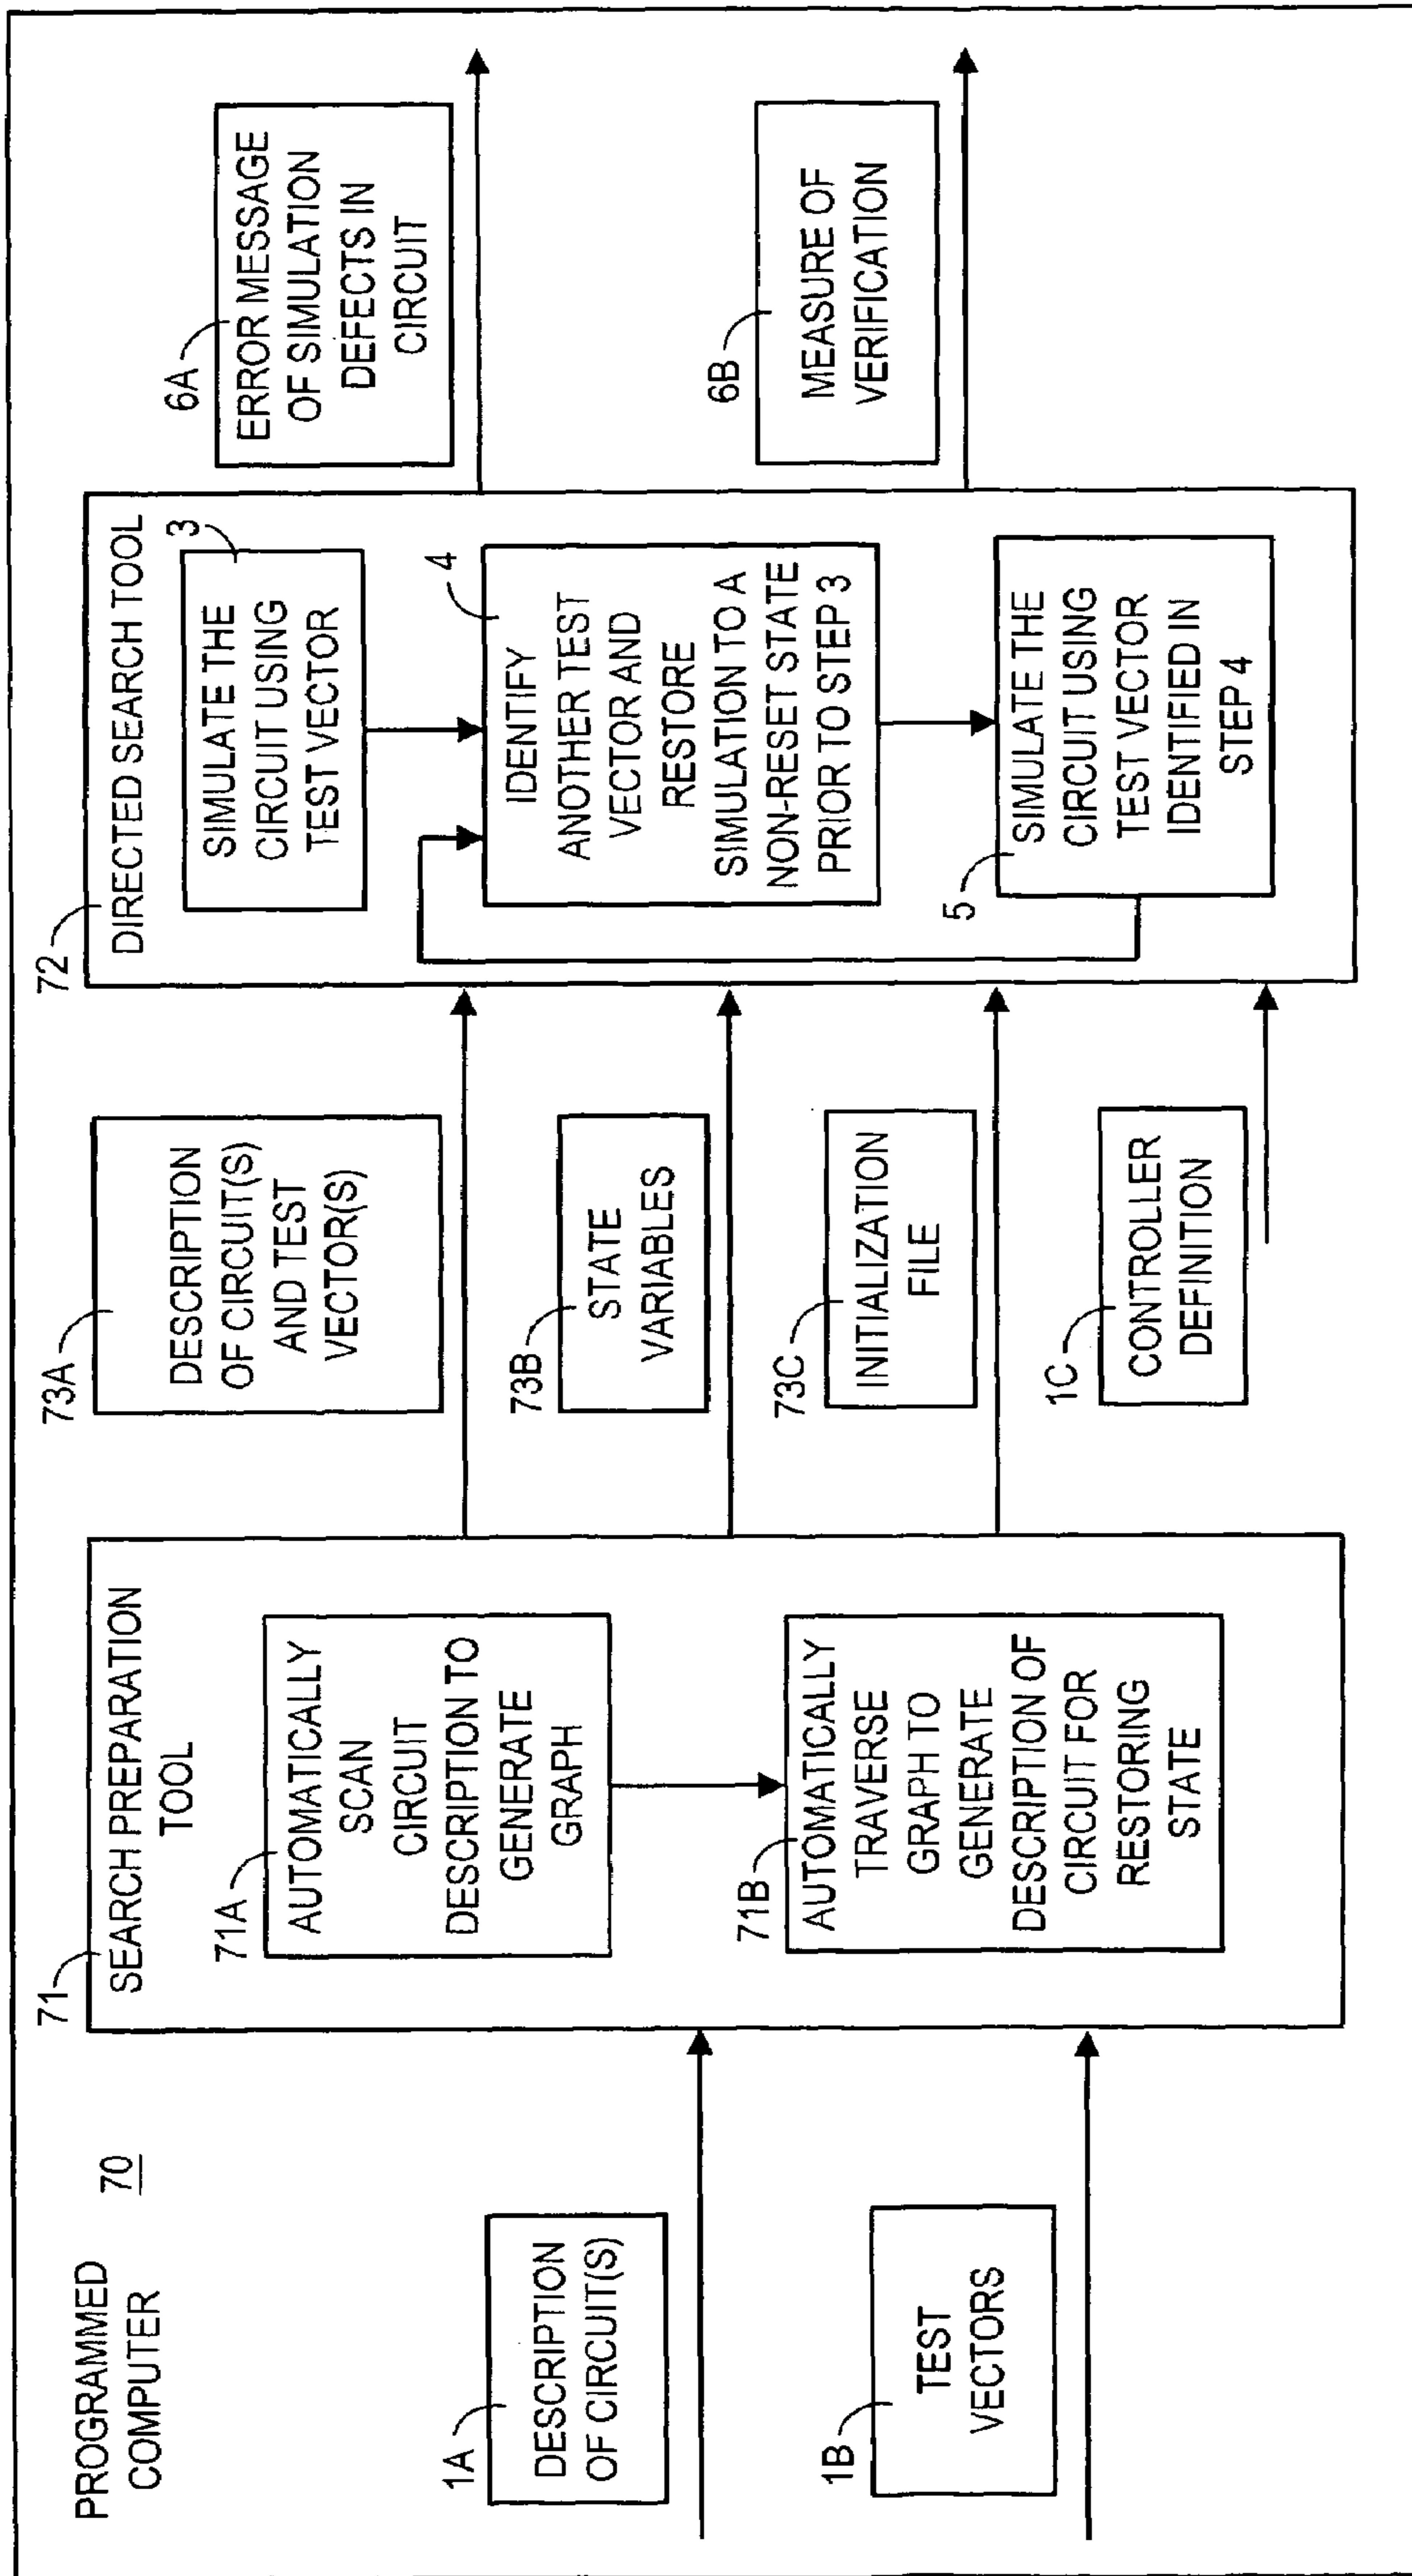 PROGRAMMED
COMPUTER
70
1A
DESCRIPTION
OF CIRCUIT(S)
1B
TEST
VECTORS
71
SEARCH PREPARATION
TOOL
71A
AUTOMATICALLY
SCAN
CIRCUIT
DESCRIPTION TO
GENERATE
GRAPH
71B
AUTOMATICALLY
TRAVERSE
GRAPH TO
GENERATE
DESCRIPTION OF
CIRCUIT FOR
RESTORING
STATE
73A
DESCRIPTION
OF CIRCUIT(S)
AND TEST
VECTOR(S)
73B
STATE
VARIABLES
73C
INITIALIZATION
FILE
1C
CONTROLLER
DEFINITION
72
DIRECTED SEARCH TOOL
3
SIMULATE THE
CIRCUIT USING
TEST VECTOR
4
IDENTIFY
ANOTHER TEST
VECTOR AND
RESTORE
SIMULATION TO A
NON-RESET STATE
PRIOR TO STEP 3
5
SIMULATE THE
CIRCUIT USING
TEST VECTOR
IDENTIFIED IN
STEP 4
6A
ERROR MESSAGE
OF SIMULATION
DEFECTS IN
CIRCUIT
6B
MEASURE OF
VERIFICATION